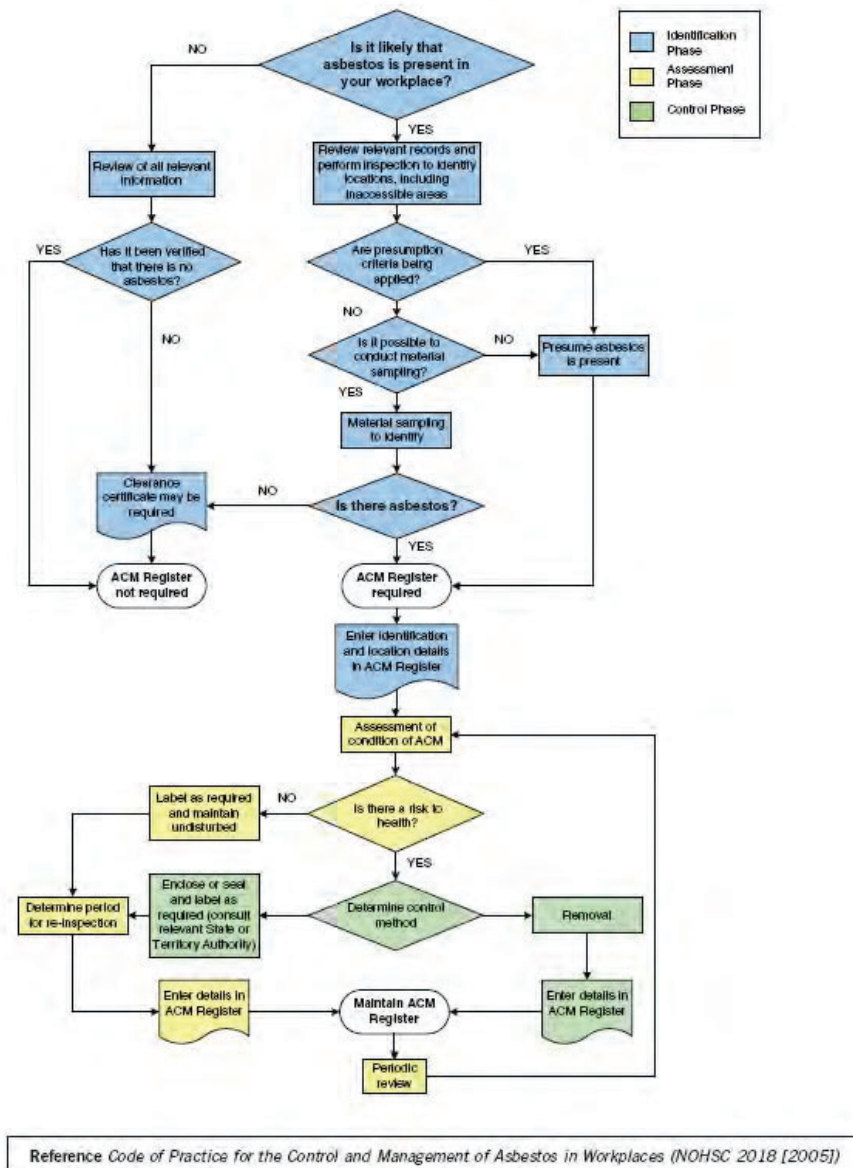 Is it likely that
asbestos is present in
your workplace?
NO
YES
Identification
Phase
Assessment
Phase
Control Phase
Review of all relevant
information
Review relevant records and
perform inspection to identify
locations, including
inaccessible areas
YES
Has it been verified
that there is no
asbestos?
NO
Are presumption
criteria being
applied?
YES
NO
Is it possible to
conduct material
sampling?
NO
YES
Presume asbestos
is present
Material sampling
to identify
Clearance
certificate may be
required
NO
Is there asbestos?
YES
ACM Register
not required
ACM Register
required
Enter identification
and location details
in ACM Register
Assessment of
condition of ACM
Label as required
and maintain
undisturbed
NO
Is there a risk to
health?
YES
Determine period
for re-inspection
Enclose or seal
and label as
required (consult
relevant State or
Territory Authority)
Determine control
method
Removal
Enter details in
ACM Register
Maintain ACM
Register
Enter details in
ACM Register
Periodic
review
Reference Code of Practice for the Control and Management of Asbestos in Workplaces (NOHSC 2018 [2005])